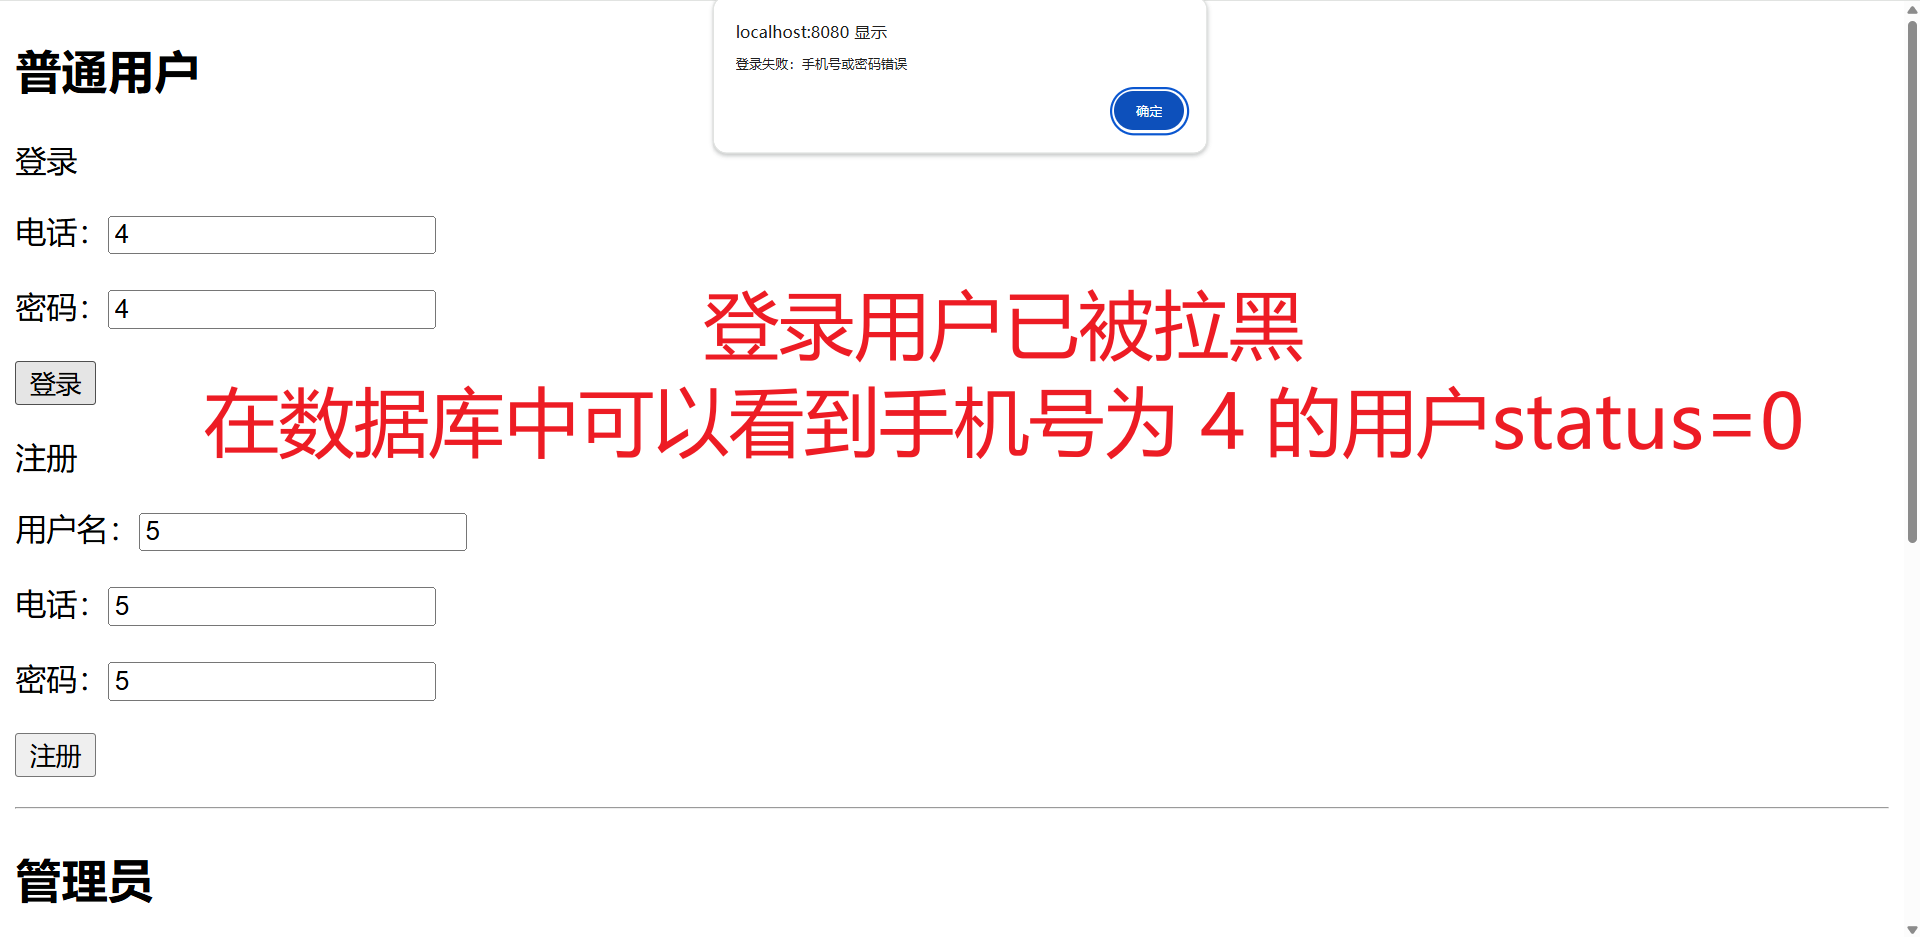 localhost:8080 显示
登录失败：手机号或密码错误
确定
普通用户
登录
电话：4
密码：4
登录
登录用户已被拉黑
在数据库中可以看到手机号为 4 的用户status=0
注册
用户名：5
电话：5
密码：5
注册
管理员